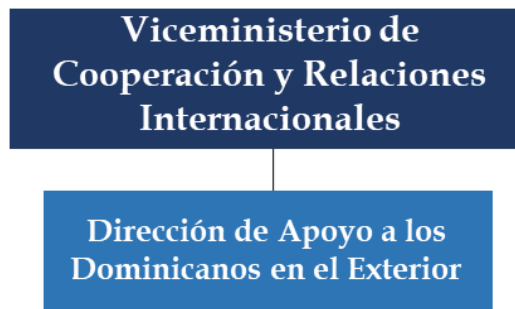 Viceministerio de
Cooperación y Relaciones
Internacionales
Dirección de Apoyo a los
Dominicanos en el Exterior